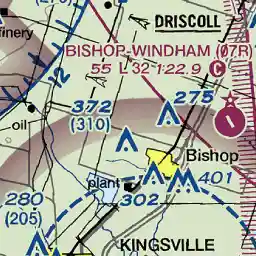 DRISCOLL
BISHOP-WINDHAM (07R)
55 L 32 122.9 C
12
372
(310)
275
oil
Bishop
plant
401
302
280
(205)
KINGSVILLE